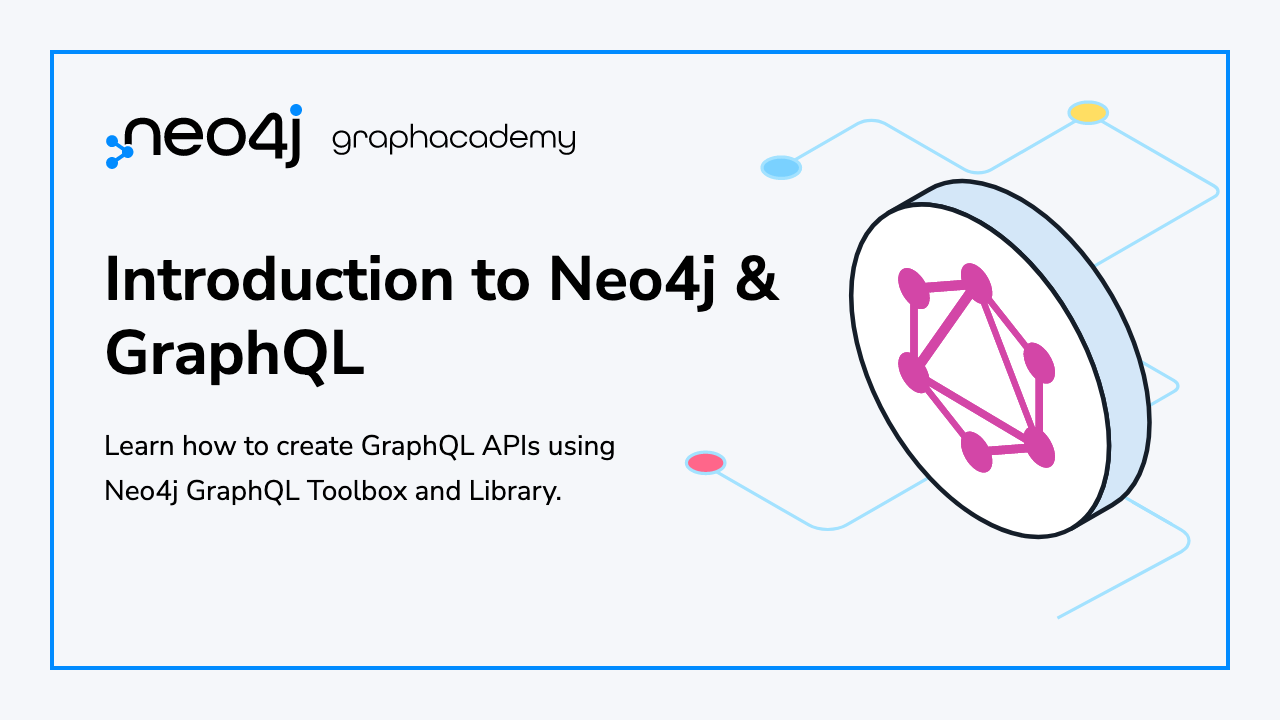 neo4j graphacademy
Introduction to Neo4j &
GraphQL
Learn how to create GraphQL APIs using
Neo4j GraphQL Toolbox and Library.